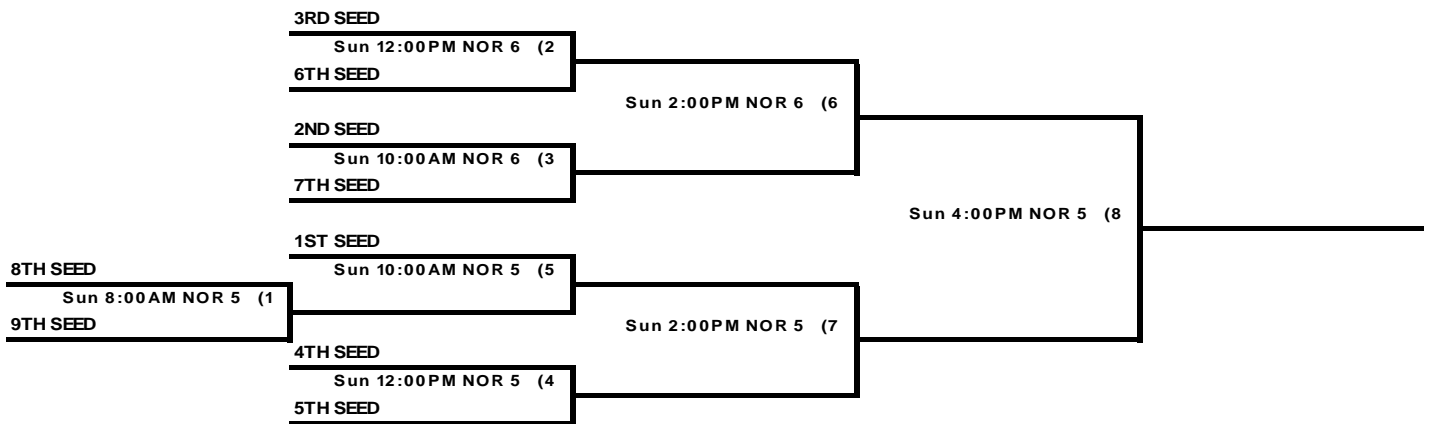 3RD SEED
Sun 12:00PM NOR 6 (2
6TH SEED
Sun 2:00PM NOR 6 (6
2ND SEED
Sun 10:00AM NOR 6 (3
7TH SEED
Sun 4:00PM NOR 5 (8
1ST SEED
8TH SEED
Sun 10:00AM NOR 5 (5
Sun 8:00AM NOR 5 (1
9TH SEED
Sun 2:00PM NOR 5 (7
4TH SEED
Sun 12:00PM NOR 5 (4
5TH SEED